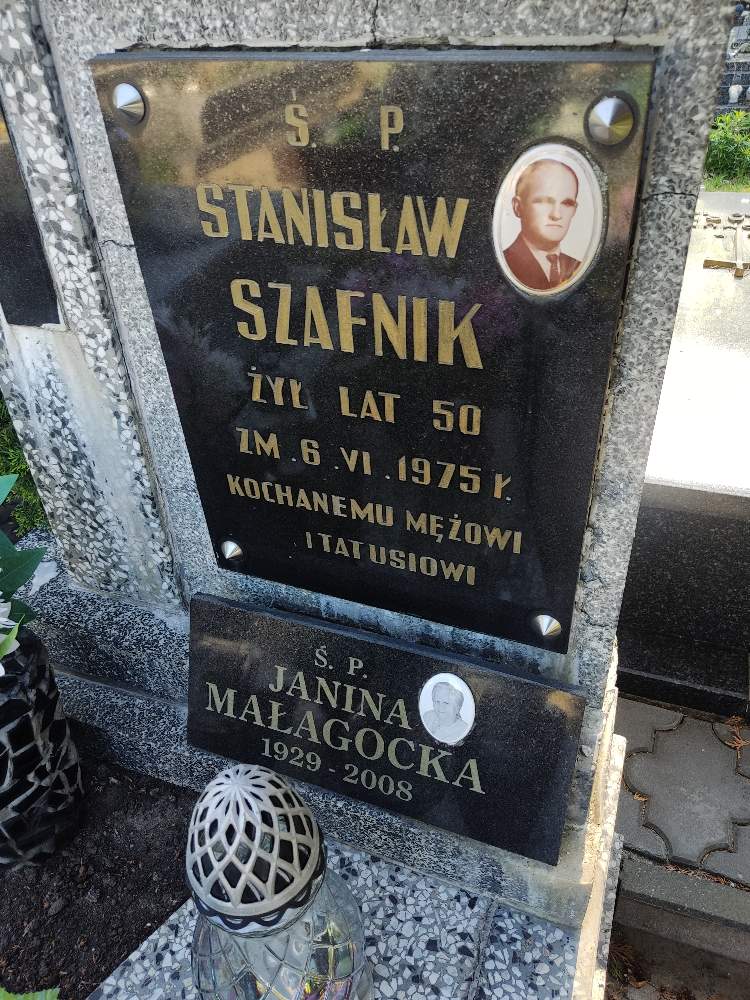 Ś. P.
STANISŁAW
SZAFNIK
ŻYŁ LAT 50
ZM. 6. VI. 1975 r.
KOCHANEMU MĘŻOWI
I TATUSIOWI
Ś. P.
JANINA
MAŁAGOCKA
1929 - 2008